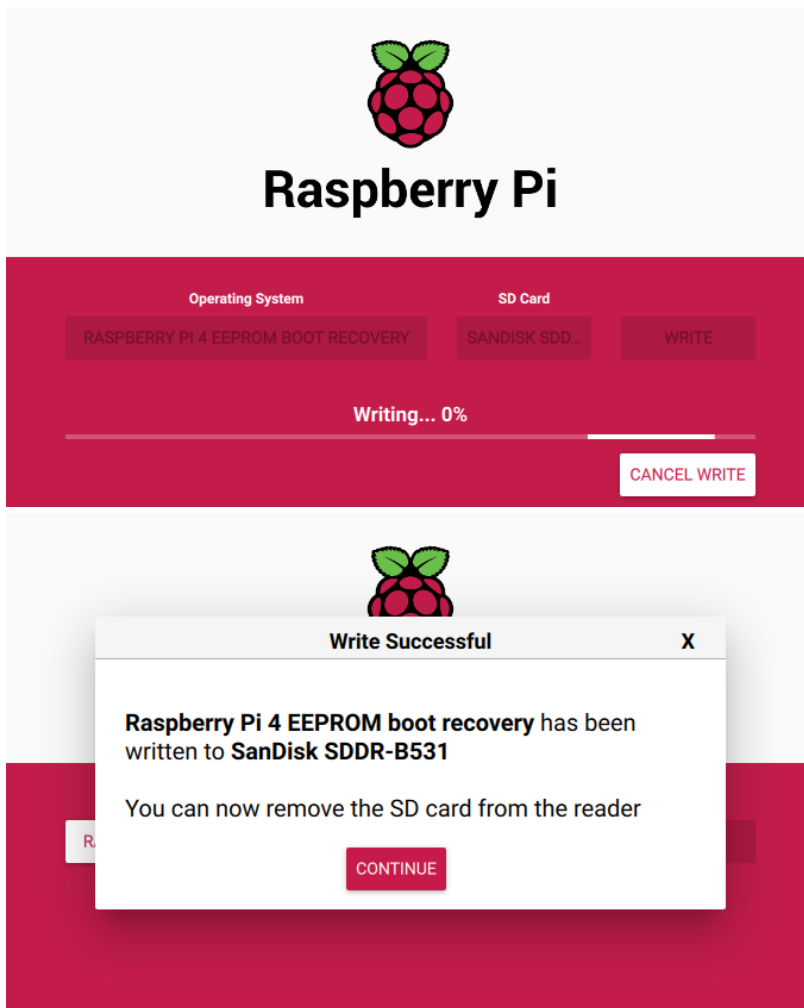 Raspberry Pi
Operating System SD Card
RASPBERRY PI 4 EEPROM BOOT RECOVERY SANDISK SDD... WRITE
Writing... 0%
CANCEL WRITE
Write Successful X
Raspberry Pi 4 EEPROM boot recovery has been
written to SanDisk SDDR-B531
You can now remove the SD card from the reader
CONTINUE